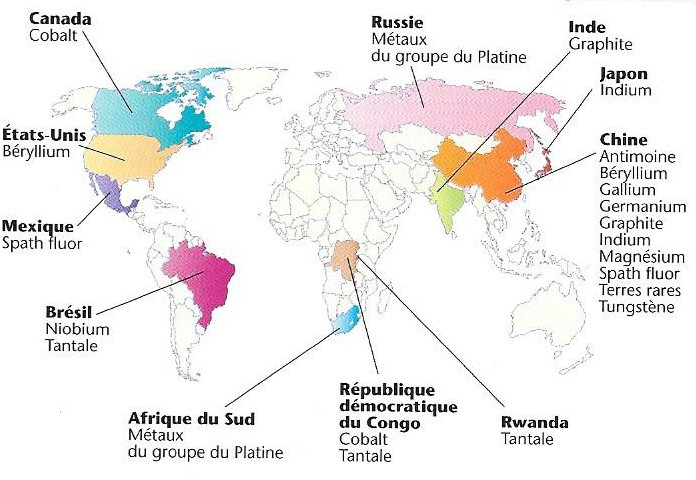 Canada
Cobalt
Russie
Métaux
du groupe du Platine
Inde
Graphite
Japon
Indium
États-Unis
Béryllium
Chine
Antimoine
Béryllium
Gallium
Germanium
Graphite
Indium
Magnésium
Spath fluor
Terres rares
Tungstène
Mexique
Spath fluor
Brésil
Niobium
Tantale
Afrique du Sud
Métaux
du groupe du Platine
République
démocratique
du Congo
Cobalt
Tantale
Rwanda
Tantale